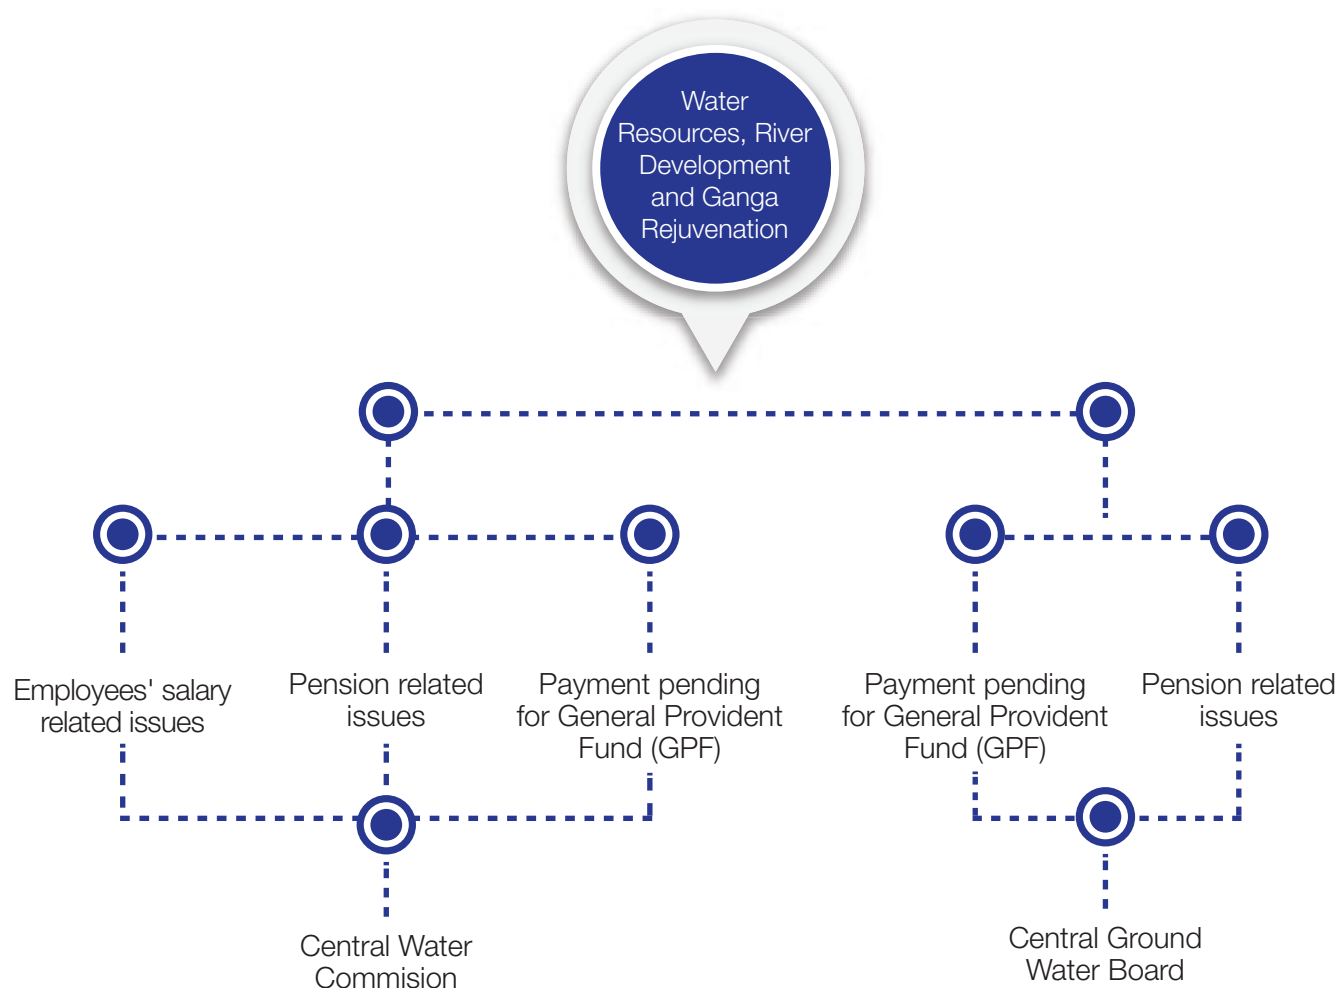 Water
Resources, River
Development
and Ganga
Rejuvenation
Employees' salary
related issues
Pension related
issues
Payment pending
for General Provident
Fund (GPF)
Payment pending
for General Provident
Fund (GPF)
Pension related
issues
Central Water
Commision
Central Ground
Water Board